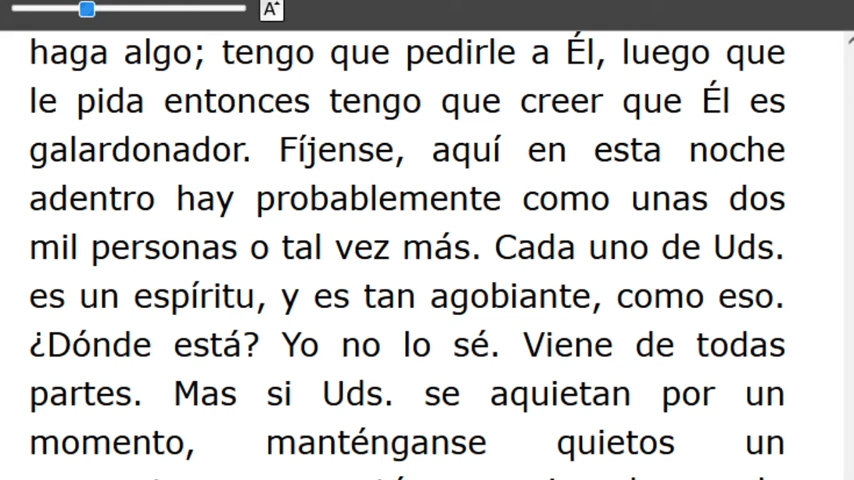 A
haga algo; tengo que pedirle a Él, luego que
le pida entonces tengo que creer que Él es
galardonador. Fíjense, aquí en esta noche
adentro hay probablemente como unas dos
mil personas o tal vez más. Cada uno de Uds.
es un espíritu, y es tan agobiante, como eso.
¿Dónde está? Yo no lo sé. Viene de todas
partes. Mas si Uds. se aquietan por un
momento, manténganse quietos un